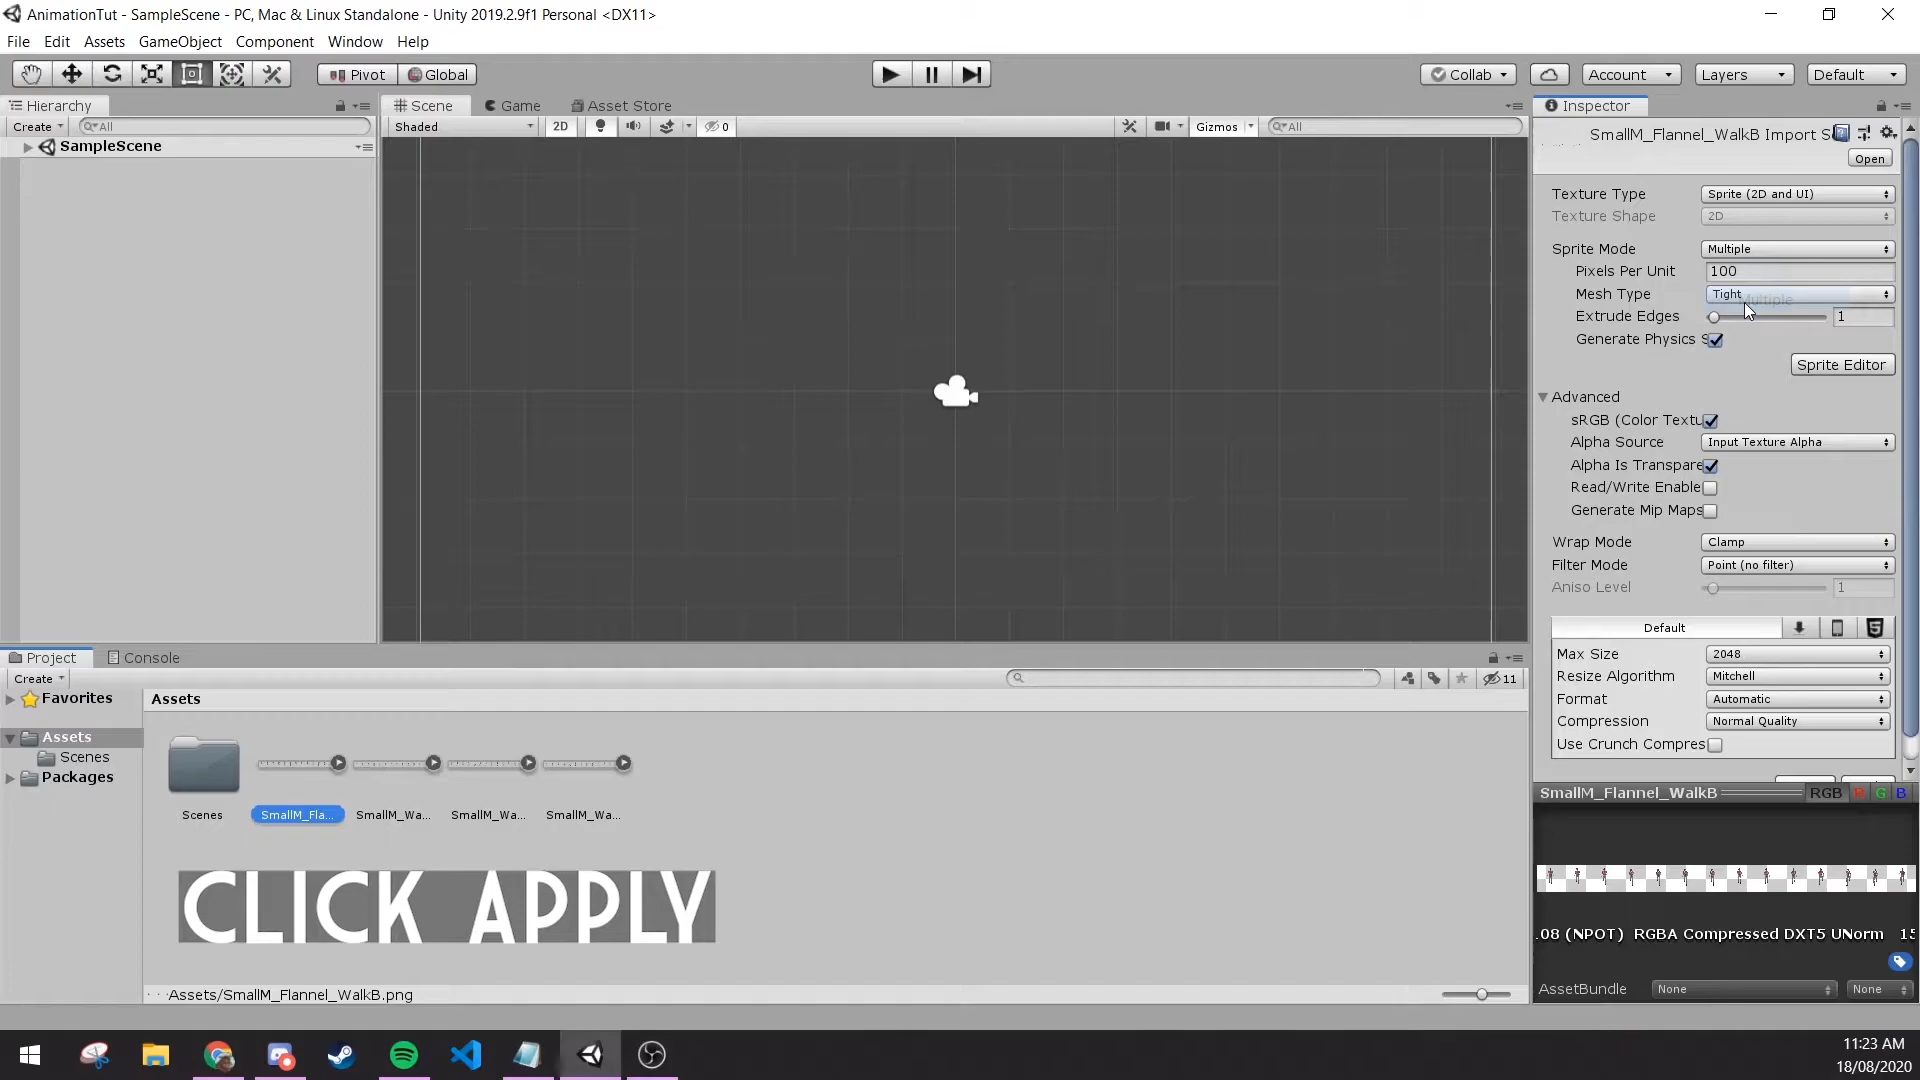 AnimationTut - SampleScene - PC, Mac & Linux Standalone - Unity 2019.2.9f1 Personal <DX11>
File Edit Assets GameObject Component Window Help
Pivot Global Collab Account Layers Default
Hierarchy Scene Game Asset Store Inspector
Create All Shaded 2D 0 Gizmos All
SampleScene
SmallM_Flannel_WalkB Import S
Open
Texture Type Sprite (2D and UI)
Texture Shape 2D
Sprite Mode Multiple
Pixels Per Unit 100
Mesh Type Tight Multiple
Extrude Edges 1
Generate Physics S
Sprite Editor
Advanced
sRGB (Color Textu
Alpha Source Input Texture Alpha
Alpha Is Transpare
Read/Write Enable
Generate Mip Maps
Wrap Mode Clamp
Filter Mode Point (no filter)
Aniso Level 1
Default
Max Size 2048
Resize Algorithm Mitchell
Format Automatic
Compression Normal Quality
Use Crunch Compres
Project Console
Create 11
Favorites
Assets
Scenes
Packages
Assets
Scenes SmallM_Fla... SmallM_Wa... SmallM_Wa... SmallM_Wa...
CLICK APPLY
Assets/SmallM_Flannel_WalkB.png
SmallM_Flannel_WalkB RGB R G B
.08 (NPOT) RGBA Compressed DXT5 UNorm 15
AssetBundle None None
11:23 AM
18/08/2020